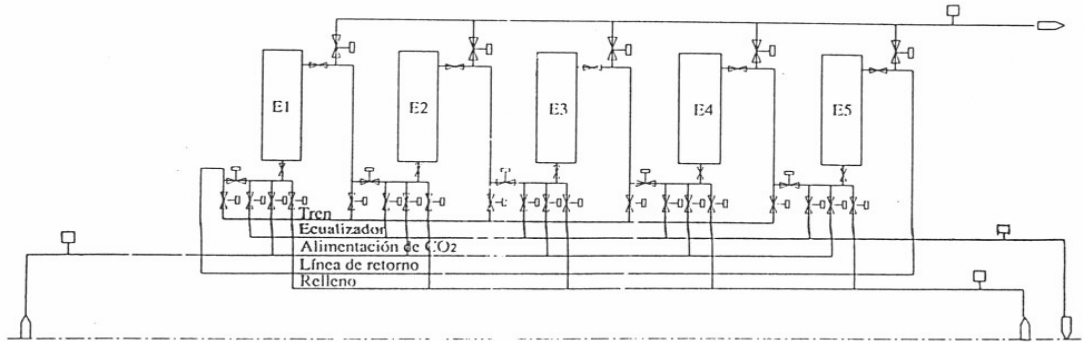 E1
E2
E3
E4
E5
Tren
Ecualizador
Alimentación de CO2
Línea de retorno
Relleno